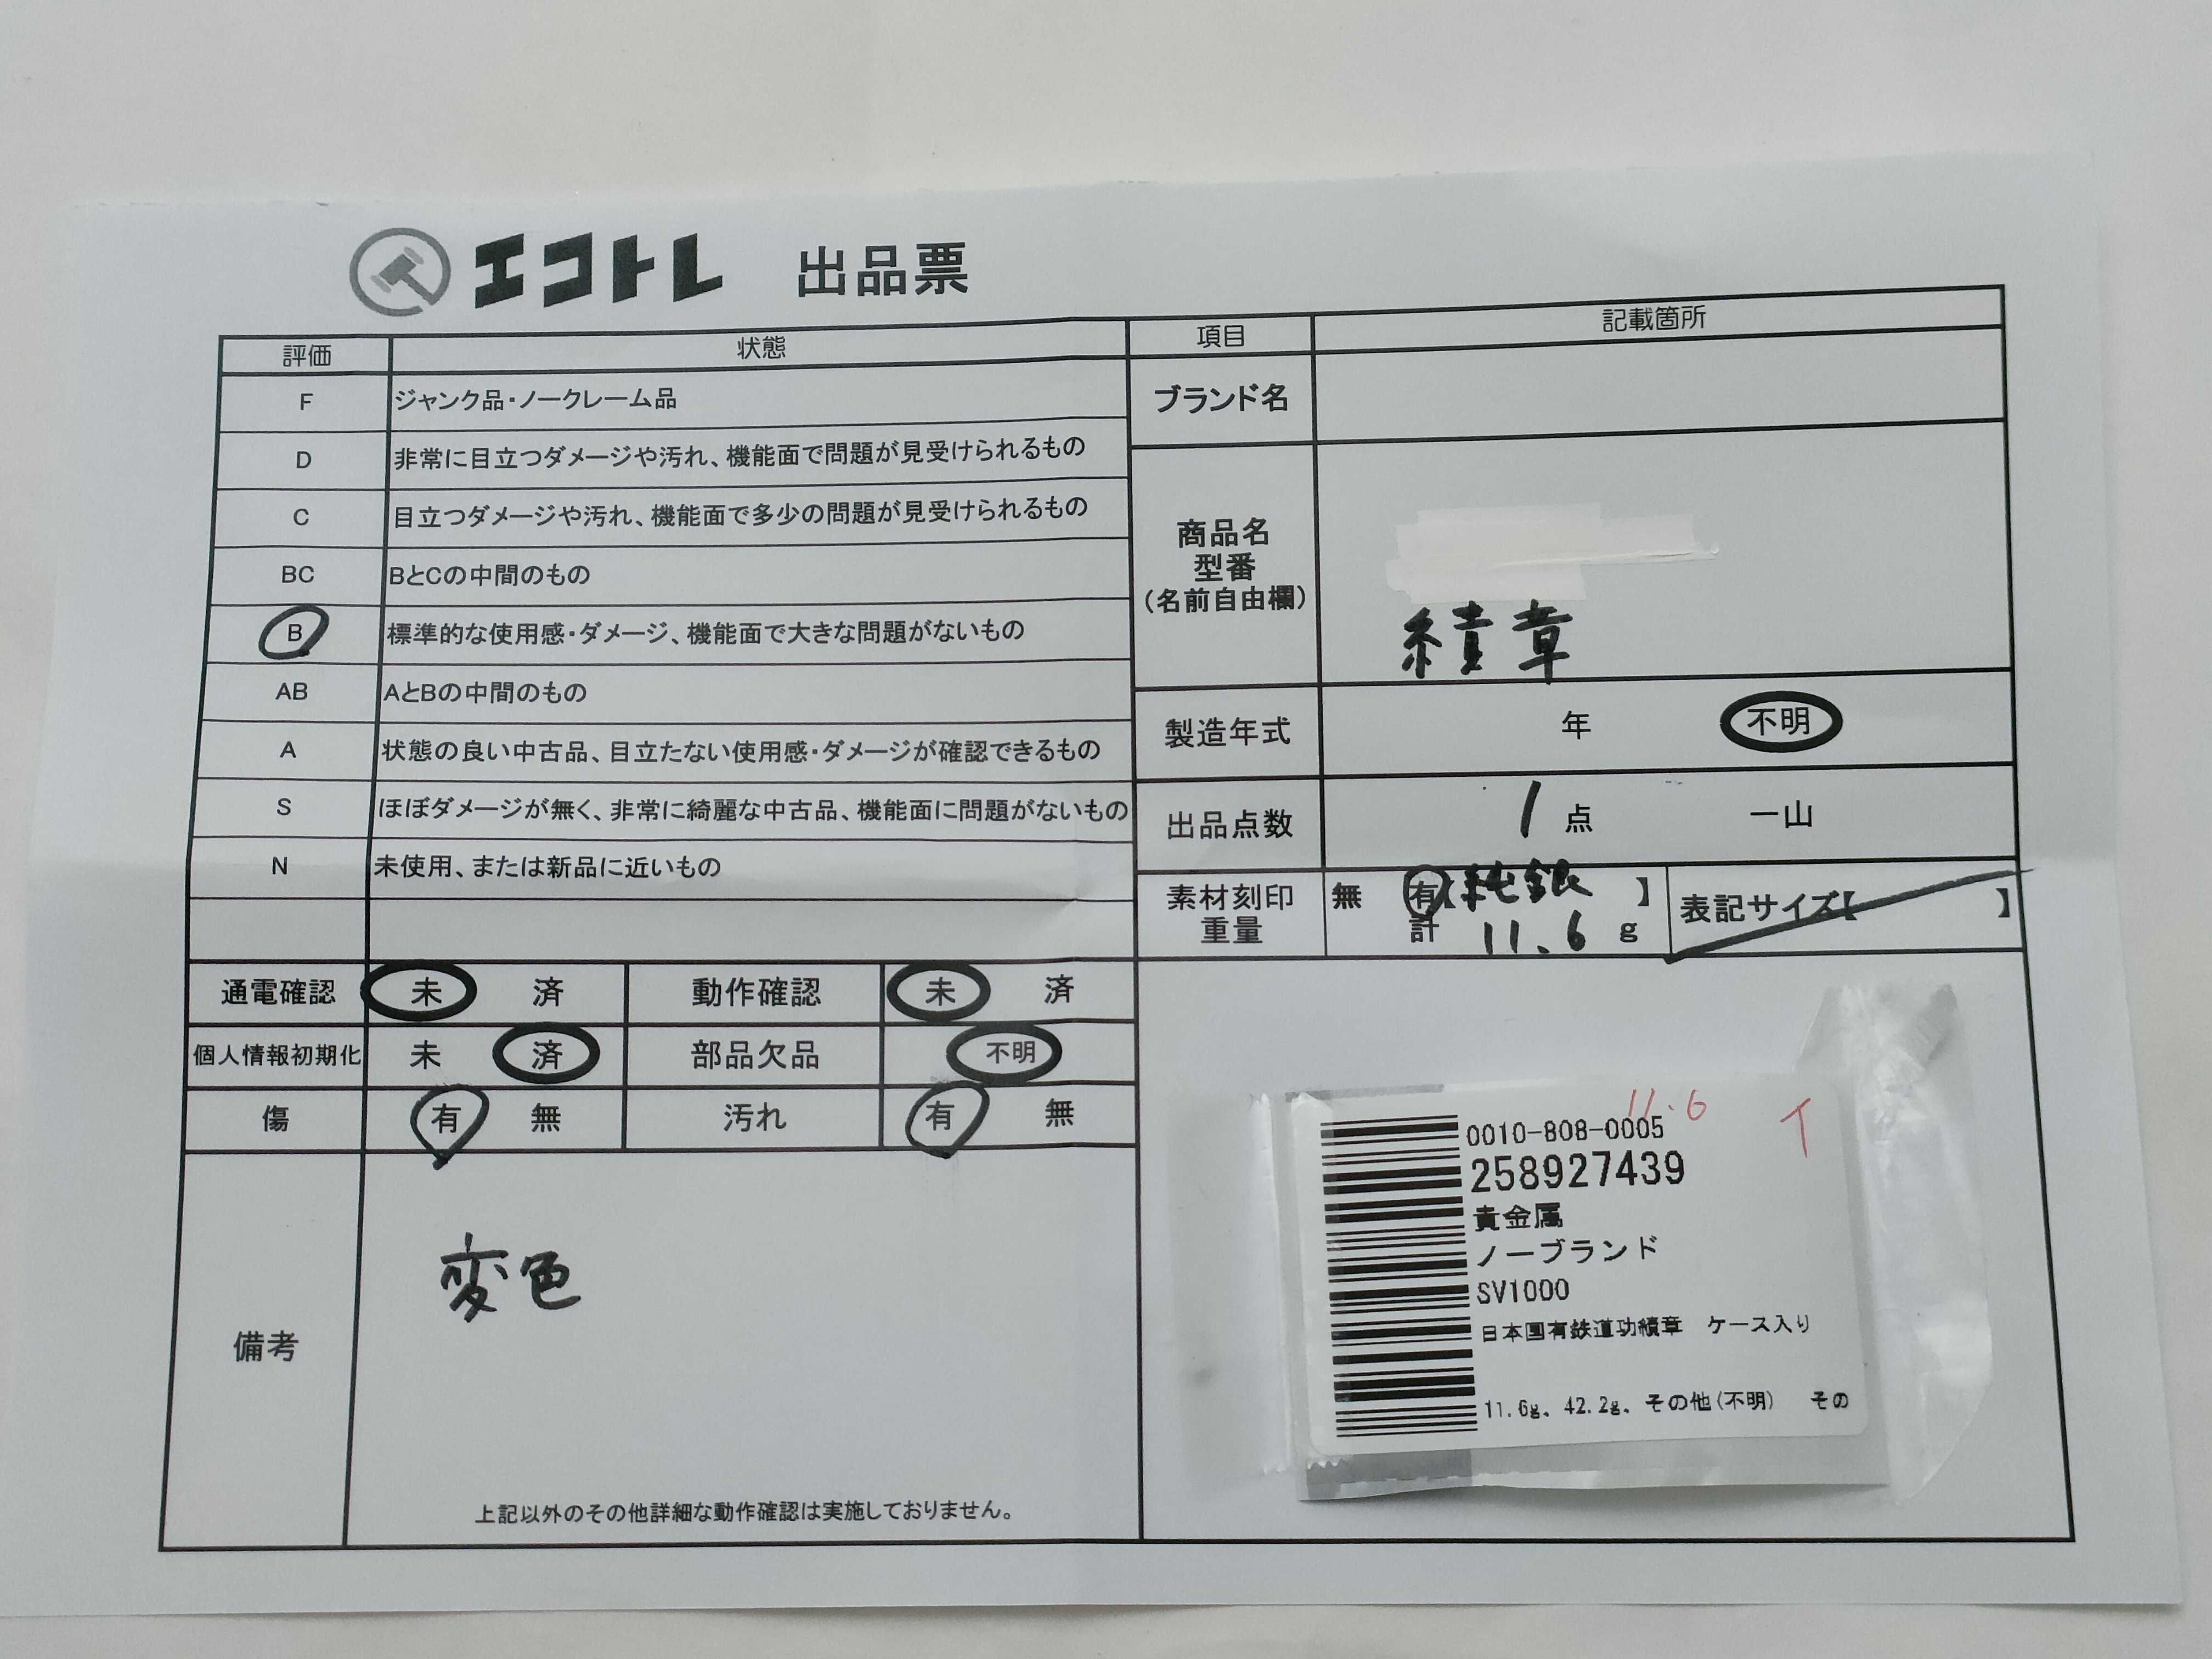 エコトレ 出品票
評価 状態
F ジャンク品・ノークレーム品
D 非常に目立つダメージや汚れ、機能面で問題が見受けられるもの
C 目立つダメージや汚れ、機能面で多少の問題が見受けられるもの
BC BとCの中間のもの
B 標準的な使用感・ダメージ、機能面で大きな問題がないもの
AB AとBの中間のもの
A 状態の良い中古品、目立たない使用感・ダメージが確認できるもの
S ほぼダメージが無く、非常に綺麗な中古品、機能面に問題がないもの
N 未使用、または新品に近いもの
通電確認 未 済 動作確認 未 済
個人情報初期化 未 済 部品欠品 不明
傷 有 無 汚れ 有 無
備考
変色
上記以外のその他詳細な動作確認は実施しておりません。
項目 記載箇所
ブランド名
商品名
型番
(名前自由欄)
績章
製造年式 年 不明
出品点数 1 点 一山
素材刻印 無 有【純銀 】 表記サイズ【 】
重量 計 11.6 g
11.6 イ
0010-808-0005
258927439
貴金属
ノーブランド
SV1000
日本国有鉄道功績章 ケース入り
11.6g、42.2g、その他(不明) その